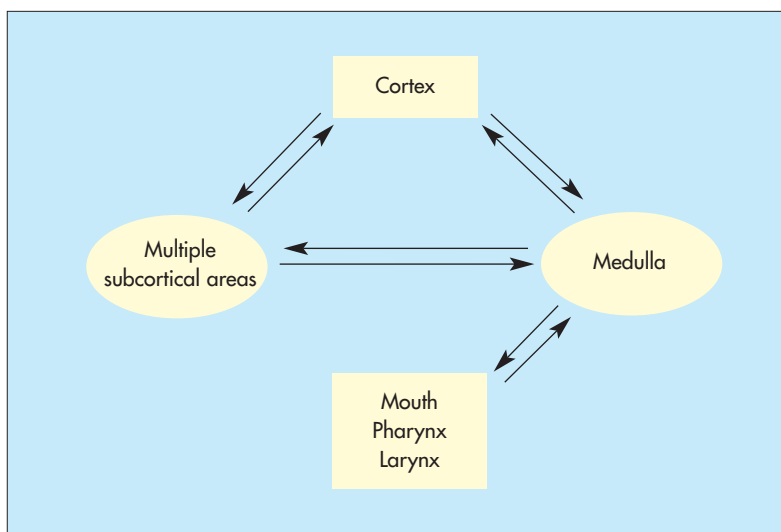 Cortex
Multiple
subcortical areas
Medulla
Mouth
Pharynx
Larynx